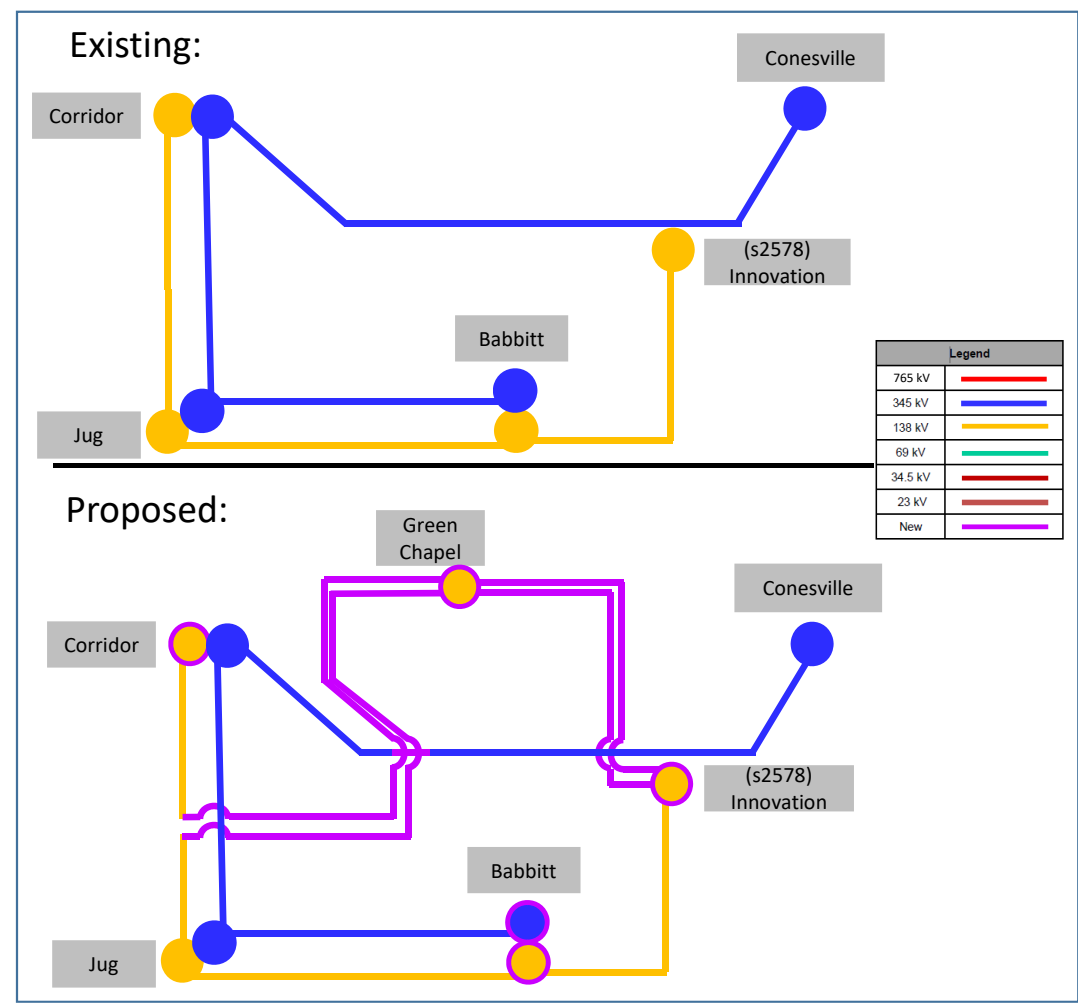 Existing:
Conesville
Corridor
(s2578)
Innovation
Babbitt
Jug
Legend
765 kV
345 kV
138 kV
69 kV
34.5 kV
23 kV
New
Proposed:
Green
Chapel
Conesville
Corridor
(s2578)
Innovation
Babbitt
Jug